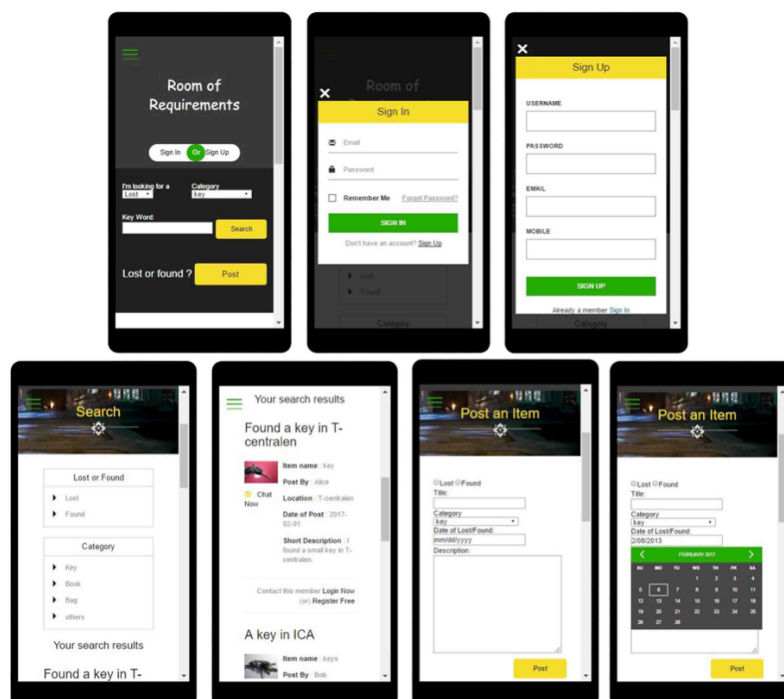 Room of
Requirements
Sign In Or Sign Up
I'm looking for a Category
Lost key
Key Word:
Search
Lost or found ? Post
Room of
Sign In
Email
Password
Remember Me Forgot Password?
SIGN IN
Don't have an account? Sign Up
Lost
Found
Category
Sign Up
USERNAME
PASSWORD
EMAIL
MOBILE
SIGN UP
Already a member Sign In
Category
Search
Lost or Found
Lost
Found
Category
Key
Book
Bag
others
Your search results
Found a key in T-
Your search results
Found a key in T-
centralen
Item name : key
Post By : Alice
Chat
Now
Location : T-centralen
Date of Post : 2017-
02-01
Short Description : I
found a small key in T-
centralen.
Contact this member Login Now
(or) Register Free
A key in ICA
Item name : keys
Post By : Bob
Post an Item
Lost Found
Title:
Category
key
Date of Lost/Found:
mm/dd/yyyy
Description:
Post
Post an Item
Lost Found
Title:
Category
key
Date of Lost/Found:
2/06/2013
FEBRUARY 2017
SU MO TU WE TH FR SA
1 2 3 4
5 6 7 8 9 10 11
12 13 14 15 16 17 18
19 20 21 22 23 24 25
26 27 28
Post